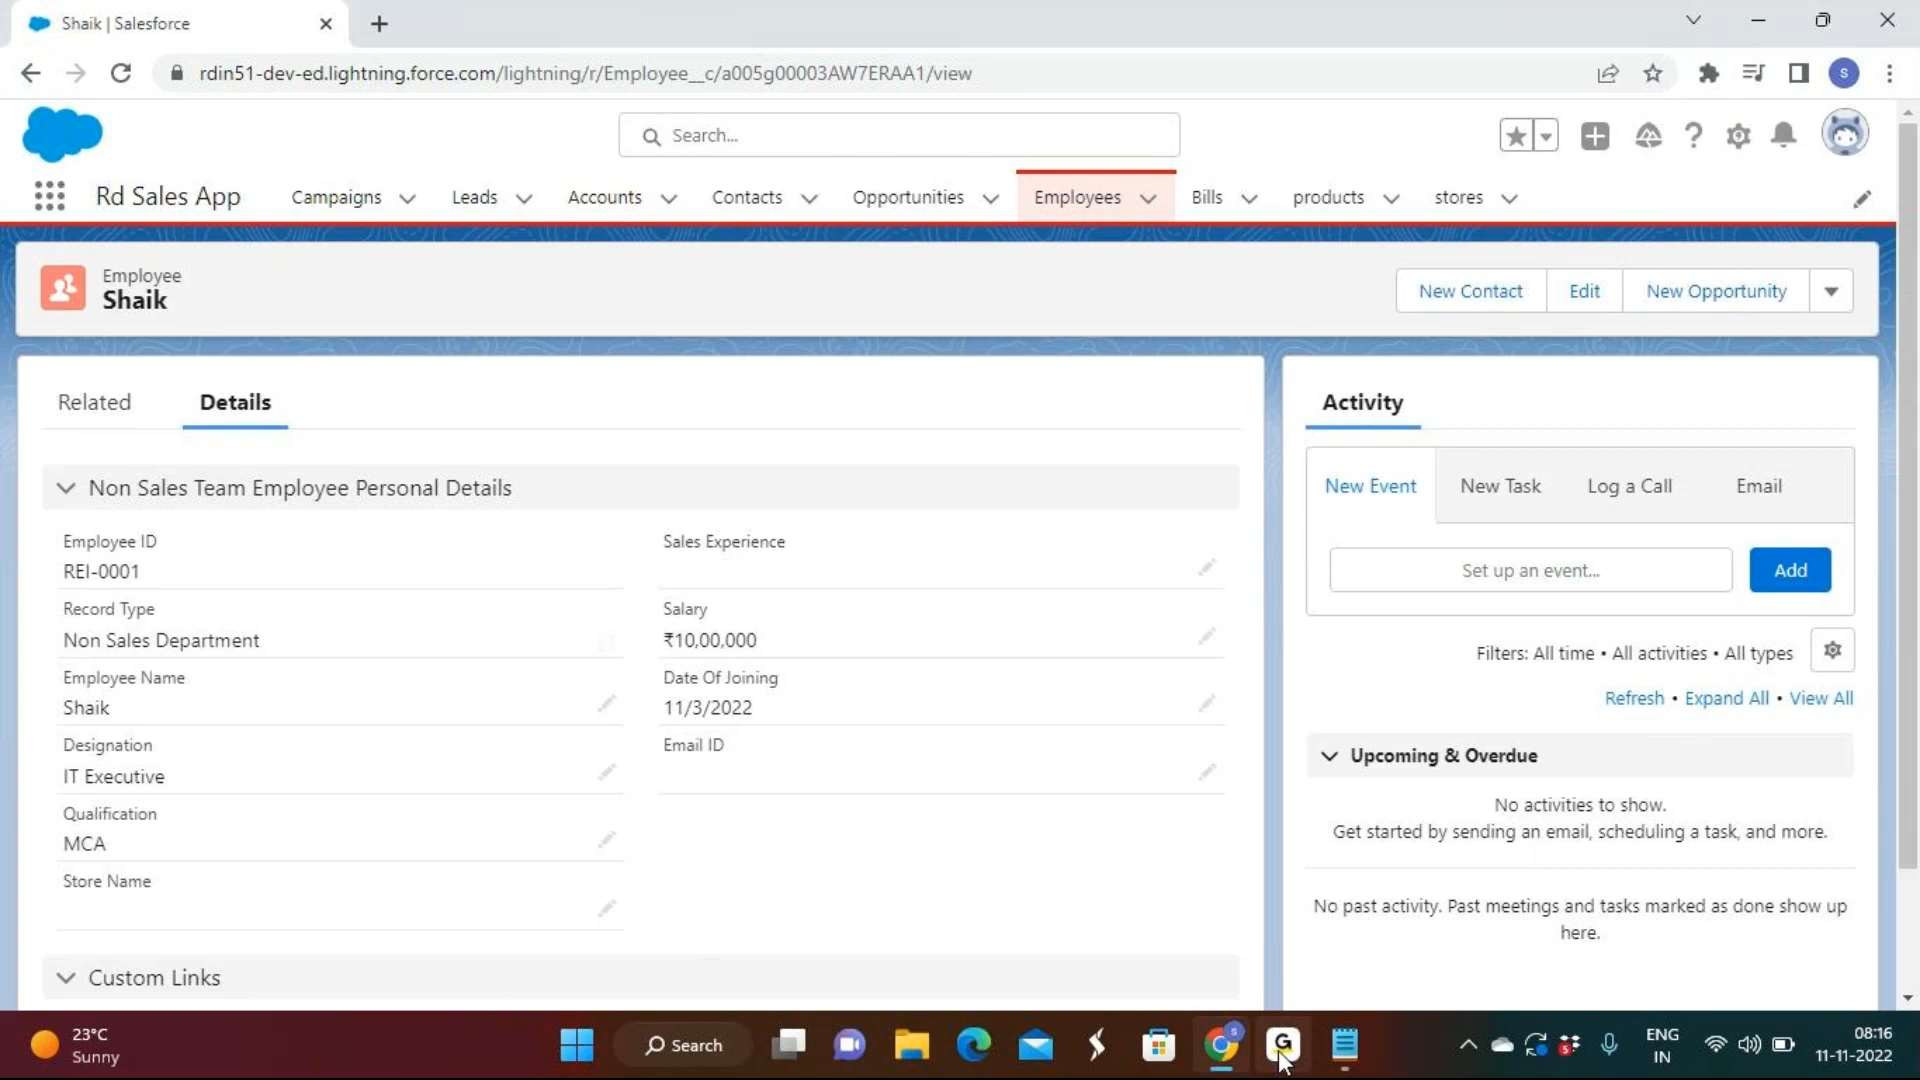 Shaik | Salesforce
rdin51-dev-ed.lightning.force.com/lightning/r/Employee__c/a005g00003AW7ERAA1/view
S
Search...
Rd Sales App
Campaigns
Leads
Accounts
Contacts
Opportunities
Employees
Bills
products
stores
Employee
Shaik
New Contact
Edit
New Opportunity
Related
Details
Activity
Non Sales Team Employee Personal Details
Employee ID
REI-0001
Record Type
Non Sales Department
Employee Name
Shaik
Designation
IT Executive
Qualification
MCA
Store Name
Sales Experience
Salary
₹10,00,000
Date Of Joining
11/3/2022
Email ID
Custom Links
New Event
New Task
Log a Call
Email
Set up an event...
Add
Filters: All time • All activities • All types
Refresh • Expand All • View All
Upcoming & Overdue
No activities to show.
Get started by sending an email, scheduling a task, and more.
No past activity. Past meetings and tasks marked as done show up
here.
23°C
Sunny
Search
S
G
5
ENG
IN
08:16
11-11-2022